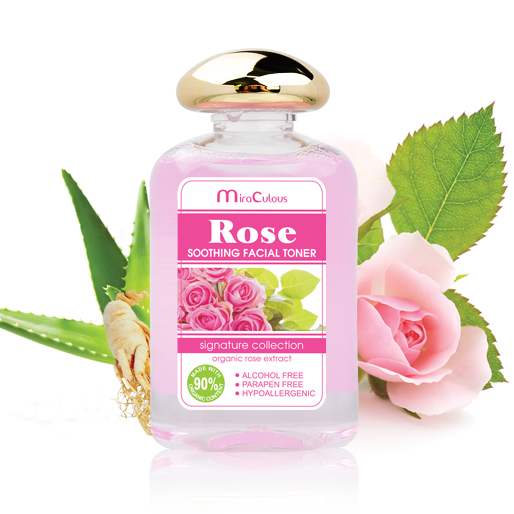 miraCulous
Rose
SOOTHING FACIAL TONER
signature collection
organic rose extract
MADE WITH
90%
ORGANIC CONTENT
• ALCOHOL FREE
• PARAPEN FREE
• HYPOALLERGENIC